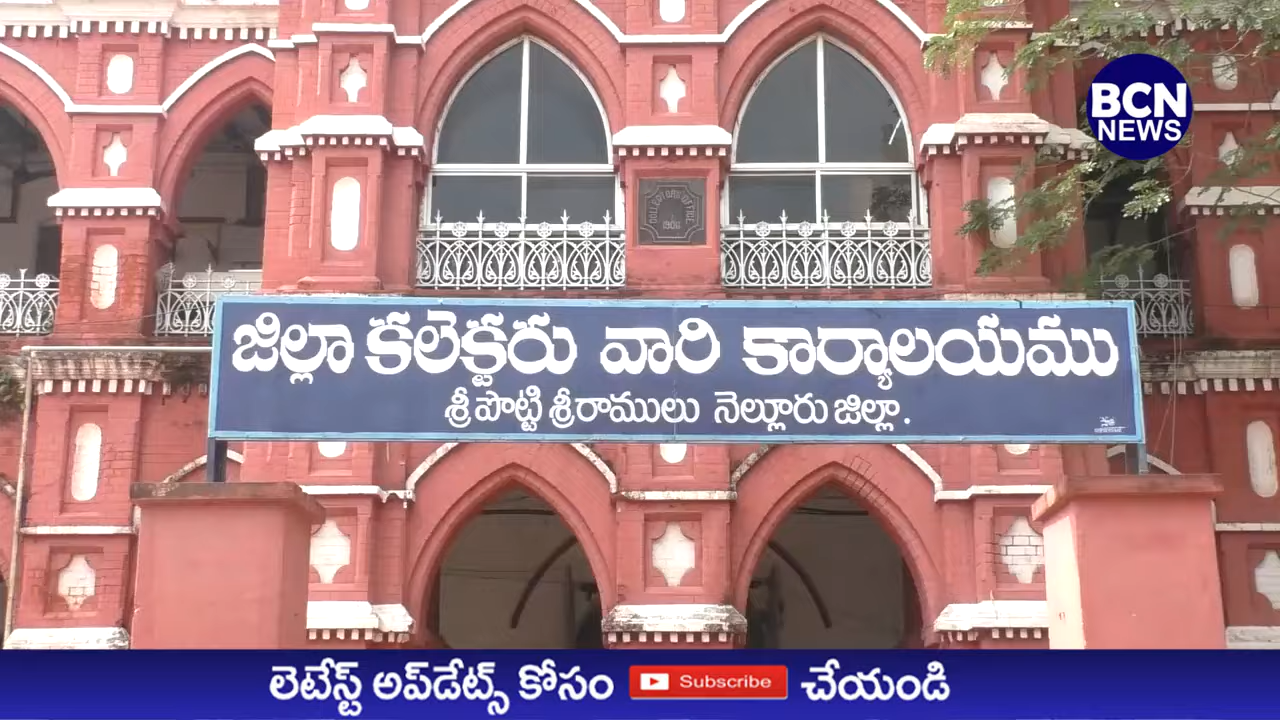 BCN
NEWS
జిల్లా కలెక్టరు వారి కార్యాలయము
శ్రీ పొట్టి శ్రీరాములు నెల్లూరు జిల్లా.
లెటేస్ట్ అప్‌డేట్స్ కోసం Subscribe చేయండి